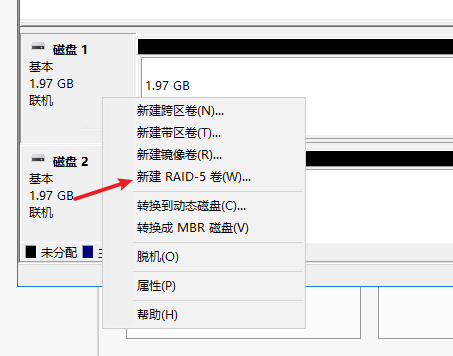 磁盘 1
基本
1.97 GB
联机
1.97 GB
新建跨区卷(N)...
新建带区卷(T)...
新建镜像卷(R)...
新建 RAID-5 卷(W)...
转换到动态磁盘(C)...
转换成 MBR 磁盘(V)
脱机(O)
属性(P)
帮助(H)
磁盘 2
基本
1.97 GB
联机
未分配